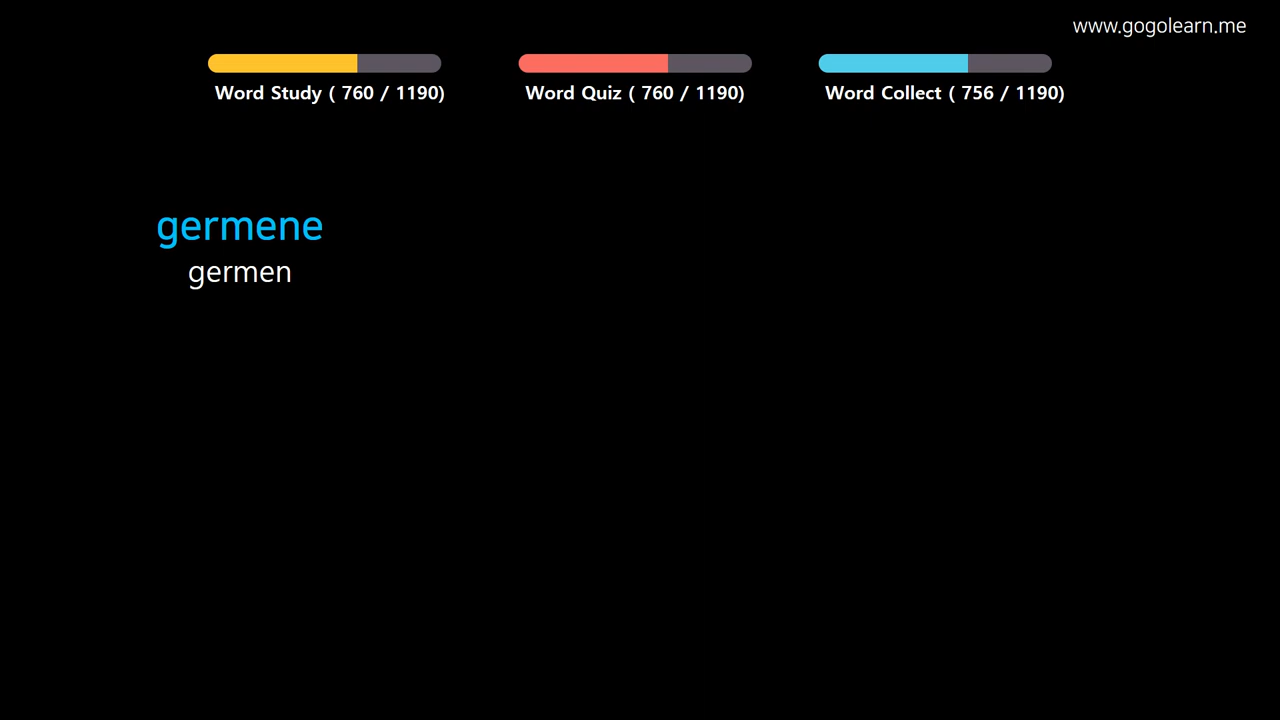 www.gogolearn.me
Word Study ( 760 / 1190)
Word Quiz ( 760 / 1190)
Word Collect ( 756 / 1190)
germene
germen